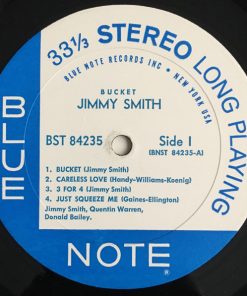 33⅓ STEREO LONG PLAYING
BLUE NOTE RECORDS INC • NEW YORK USA
BUCKET
JIMMY SMITH
BST 84235
Side I
(BNST 84235-A)
1. BUCKET (Jimmy Smith)
2. CARELESS LOVE (Handy-Williams-Koenig)
3. 3 FOR 4 (Jimmy Smith)
4. JUST SQUEEZE ME (Gaines-Ellington)
Jimmy Smith, Quentin Warren,
Donald Bailey.
BLUE
NOTE
®